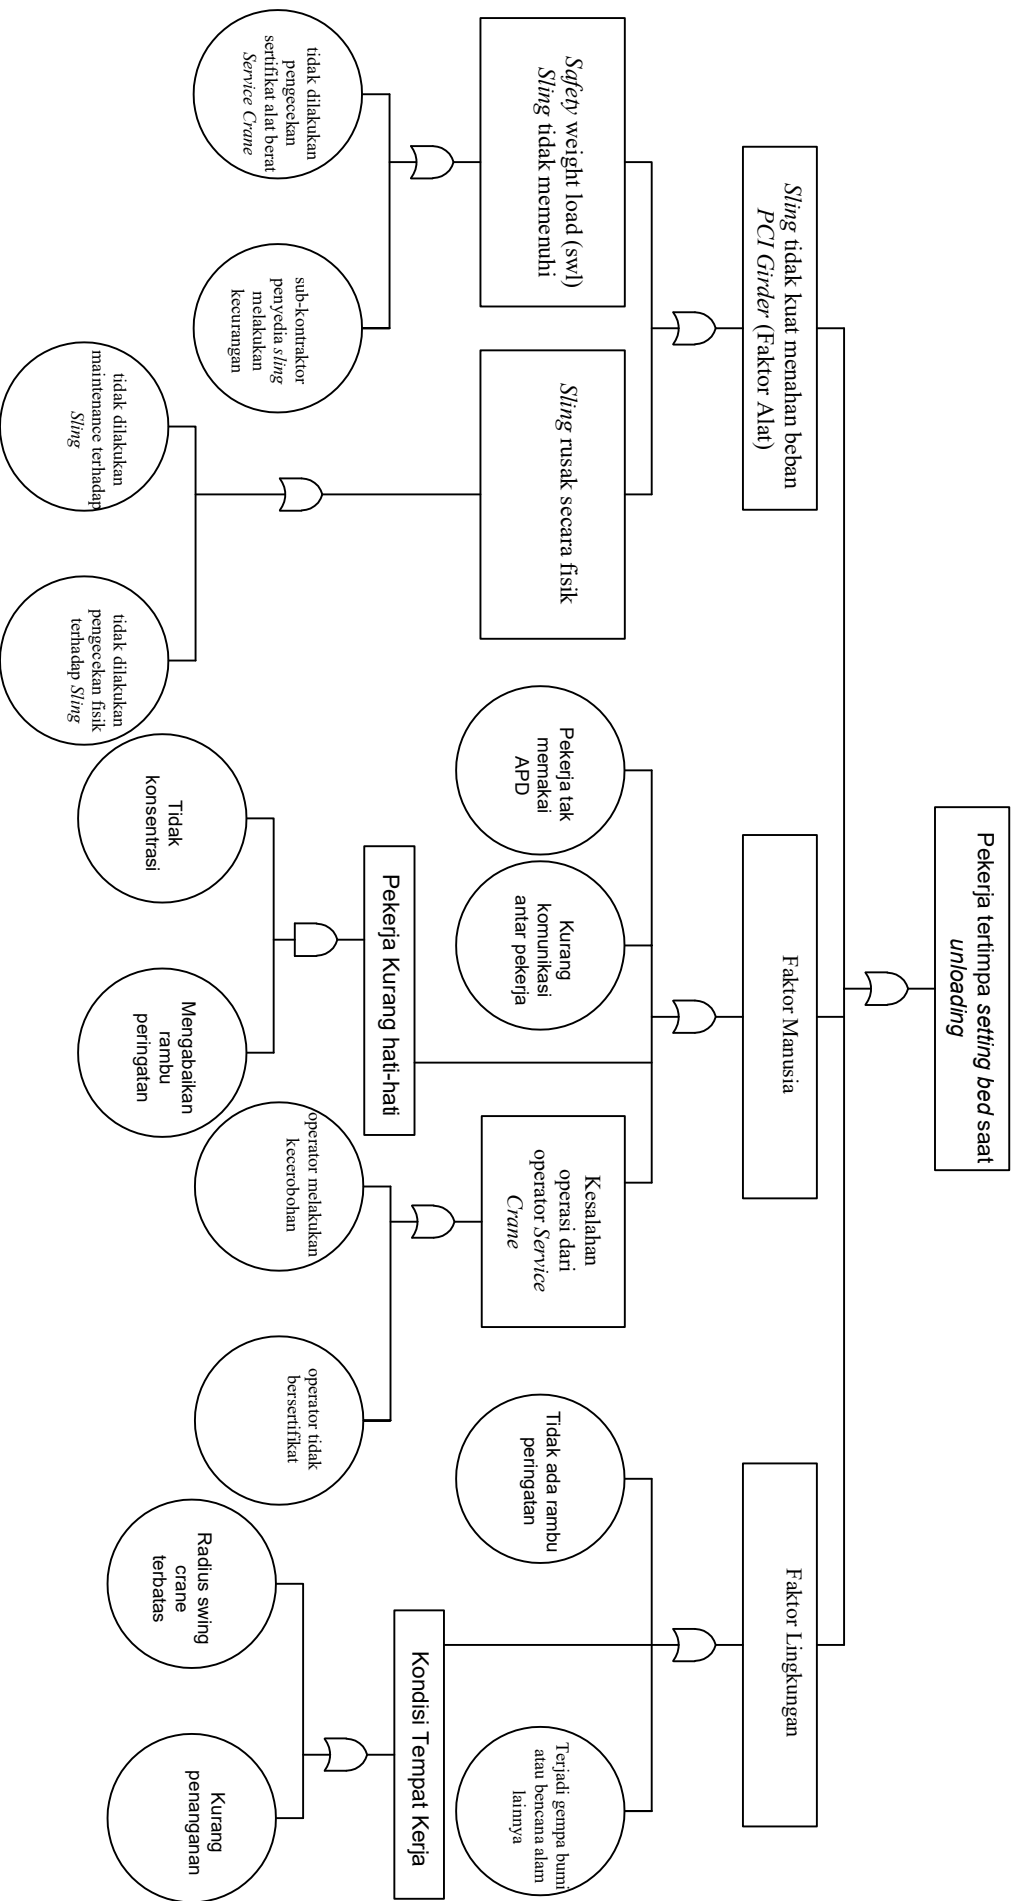 Pekerja tertimpa setting bed saat
unloading
Sling tidak kuat menahan beban
PCI Girder (Faktor Alat)
Faktor Manusia
Faktor Lingkungan
Safety weight load (swl)
Sling tidak memenuhi
Sling rusak secara fisik
Pekerja tak
memakai
APD
Kurang
komunikasi
antar pekerja
Kesalahan
operasi dari
operator Service
Crane
Tidak ada rambu
peringatan
Terjadi gempa bumi
atau bencana alam
lainnya
Pekerja Kurang hati-hati
Kondisi Tempat Kerja
tidak dilakukan
pengecekan
sertifikat alat berat
Service Crane
sub-kontraktor
penyedia sling
melakukan
kecurangan
tidak dilakukan
maintenance terhadap
Sling
tidak dilakukan
pengecekan fisik
terhadap Sling
Tidak
konsentrasi
Mengabaikan
rambu
peringatan
operator melakukan
kecerobohan
operator tidak
bersertifikat
Radius swing
crane
terbatas
Kurang
penanganan